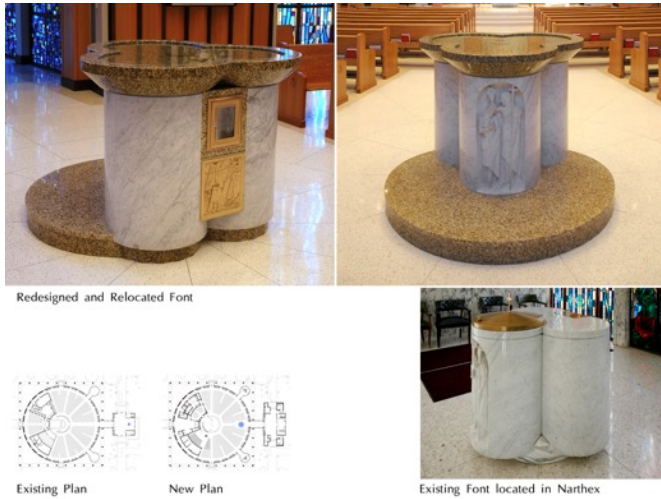 Redesigned and Relocated Font
Existing Plan
New Plan
Existing Font located in Narthex